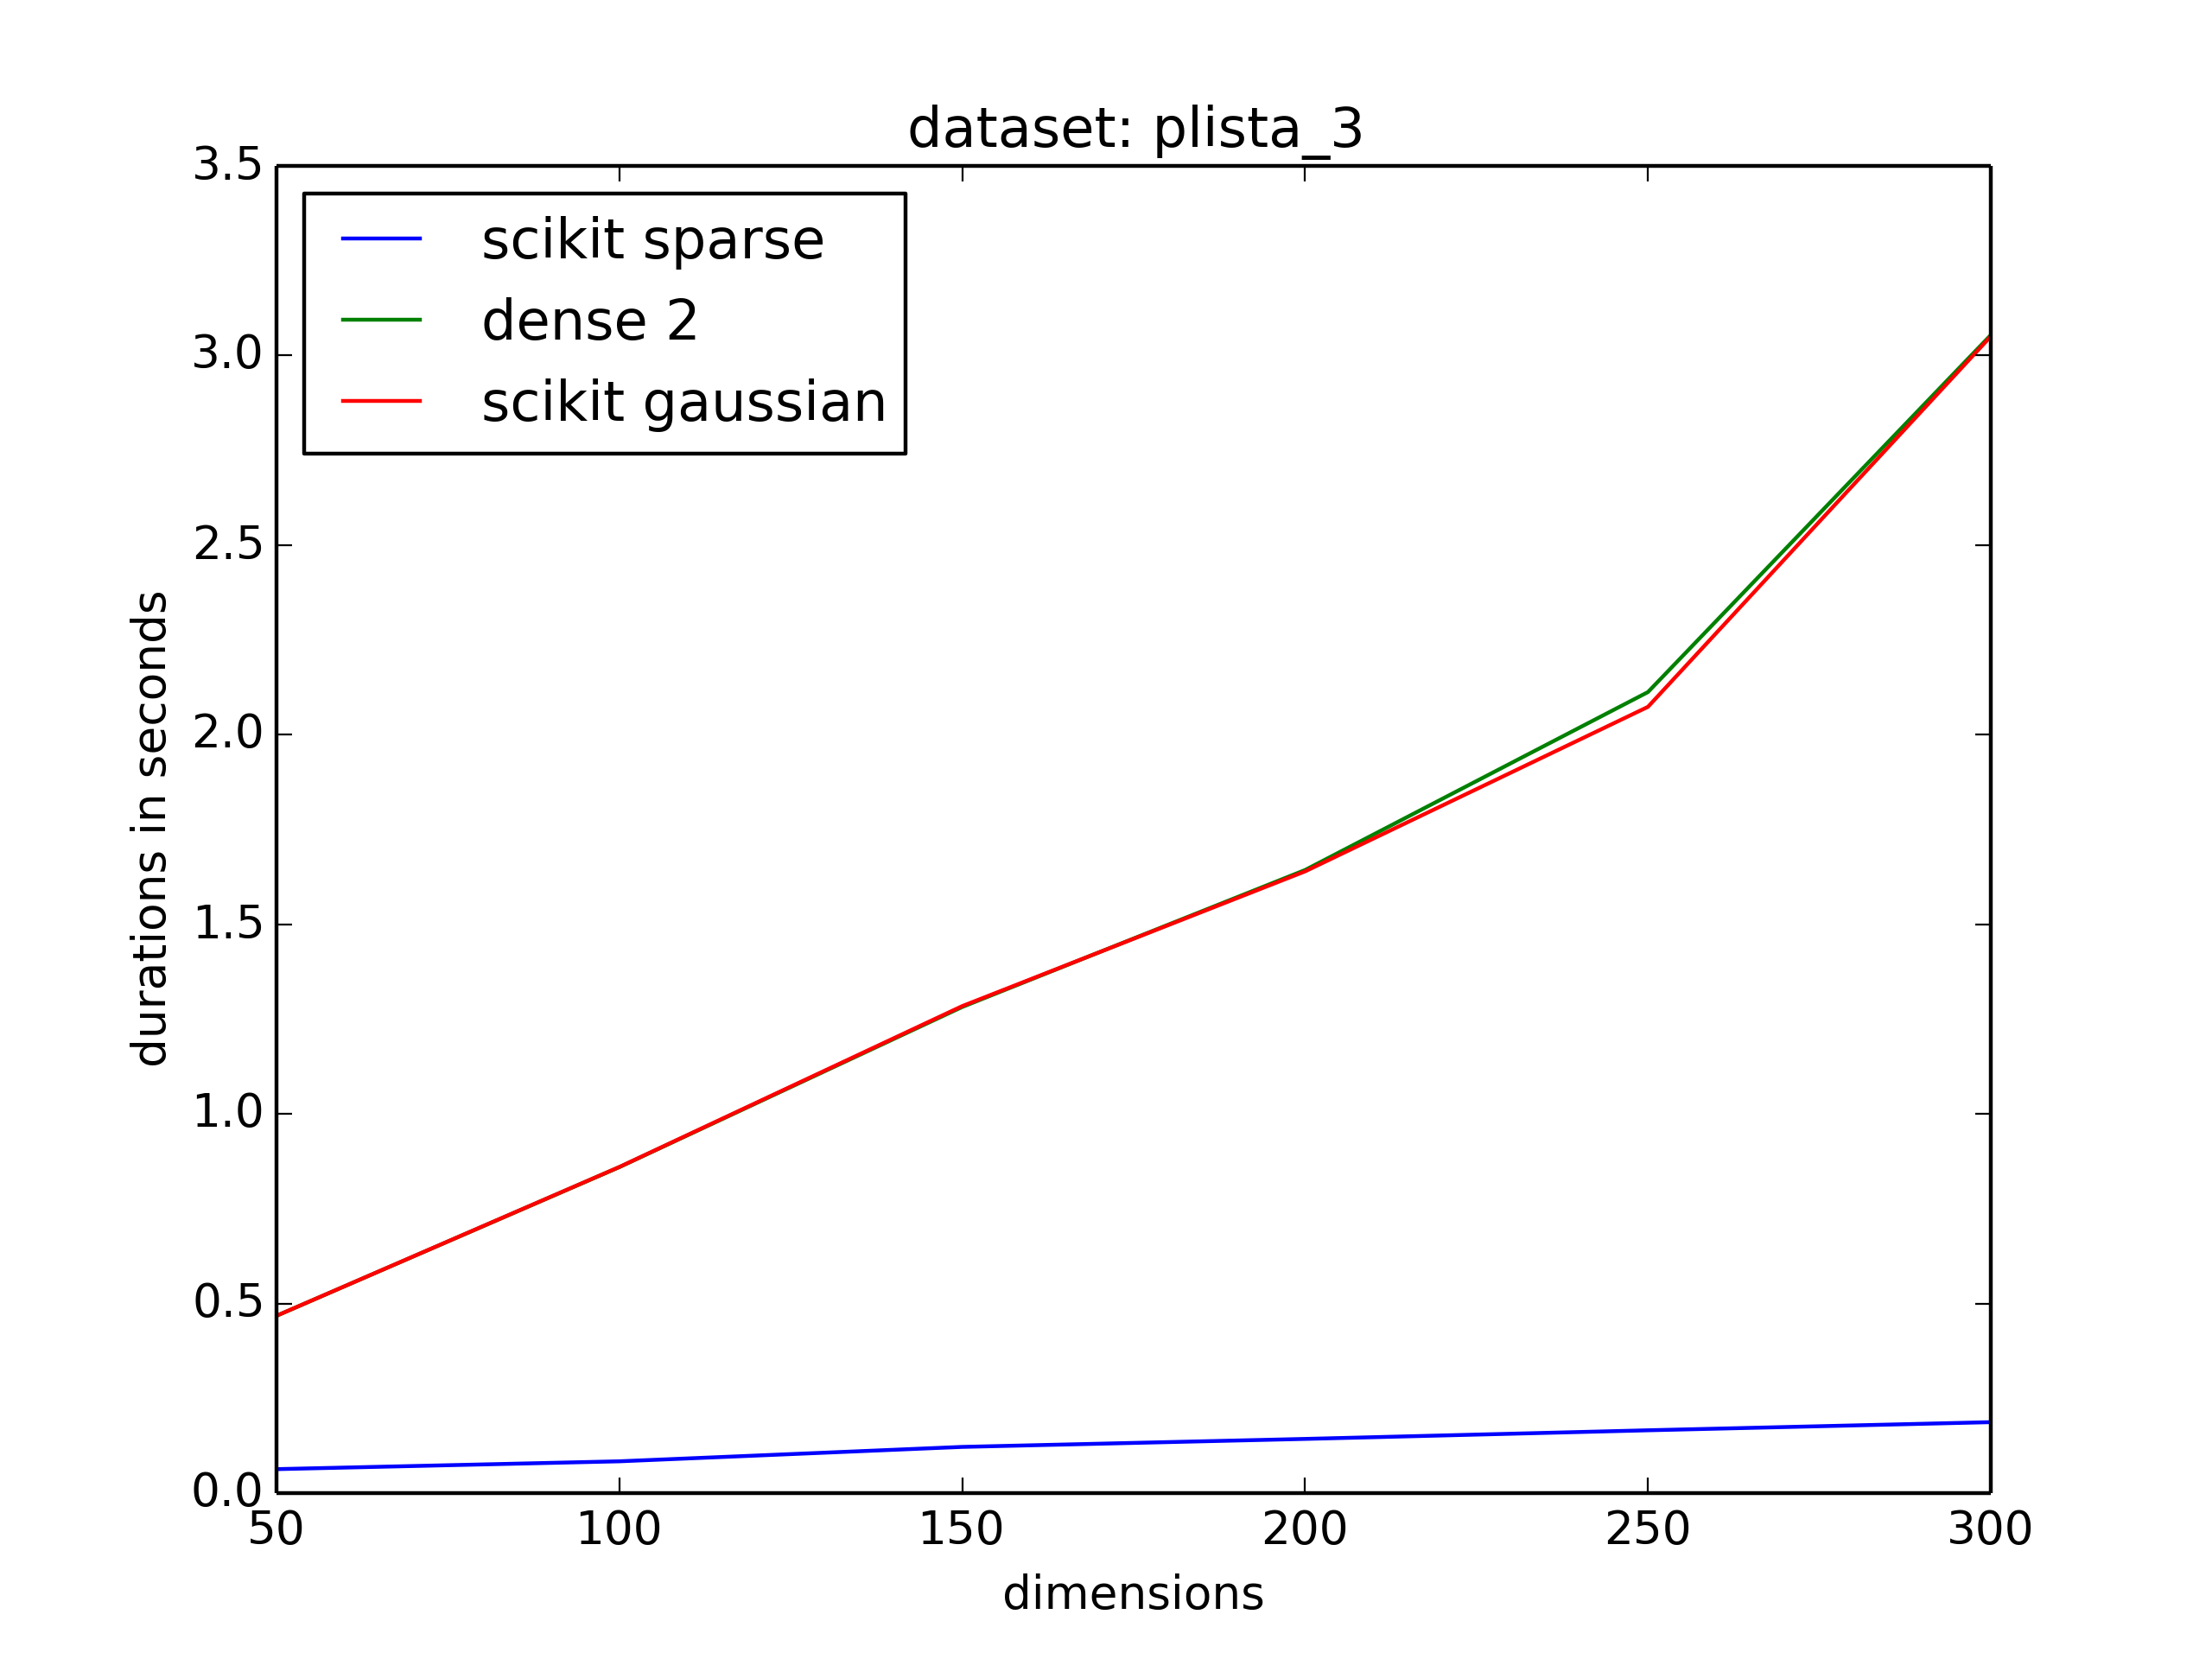 dataset: plista_3
3.5
3.0
2.5
2.0
1.5
1.0
0.5
0.0
durations in seconds
scikit sparse
dense 2
scikit gaussian
50 100 150 200 250 300
dimensions